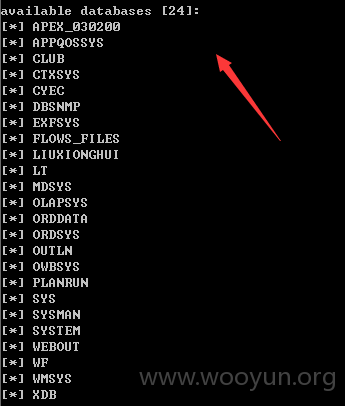 available databases [24]:
[*] APEX_030200
[*] APPQOSSYS
[*] CLUB
[*] CTXSYS
[*] CYEC
[*] DBSNMP
[*] EXFSYS
[*] FLOWS_FILES
[*] LIUXIONGHUI
[*] LT
[*] MDSYS
[*] OLAPSYS
[*] ORDDATA
[*] ORDSYS
[*] OUTLN
[*] OWBSYS
[*] PLANRUN
[*] SYS
[*] SYSMAN
[*] SYSTEM
[*] WEBOUT
[*] WF
[*] WMSYS
[*] XDB
www.wooyun.org